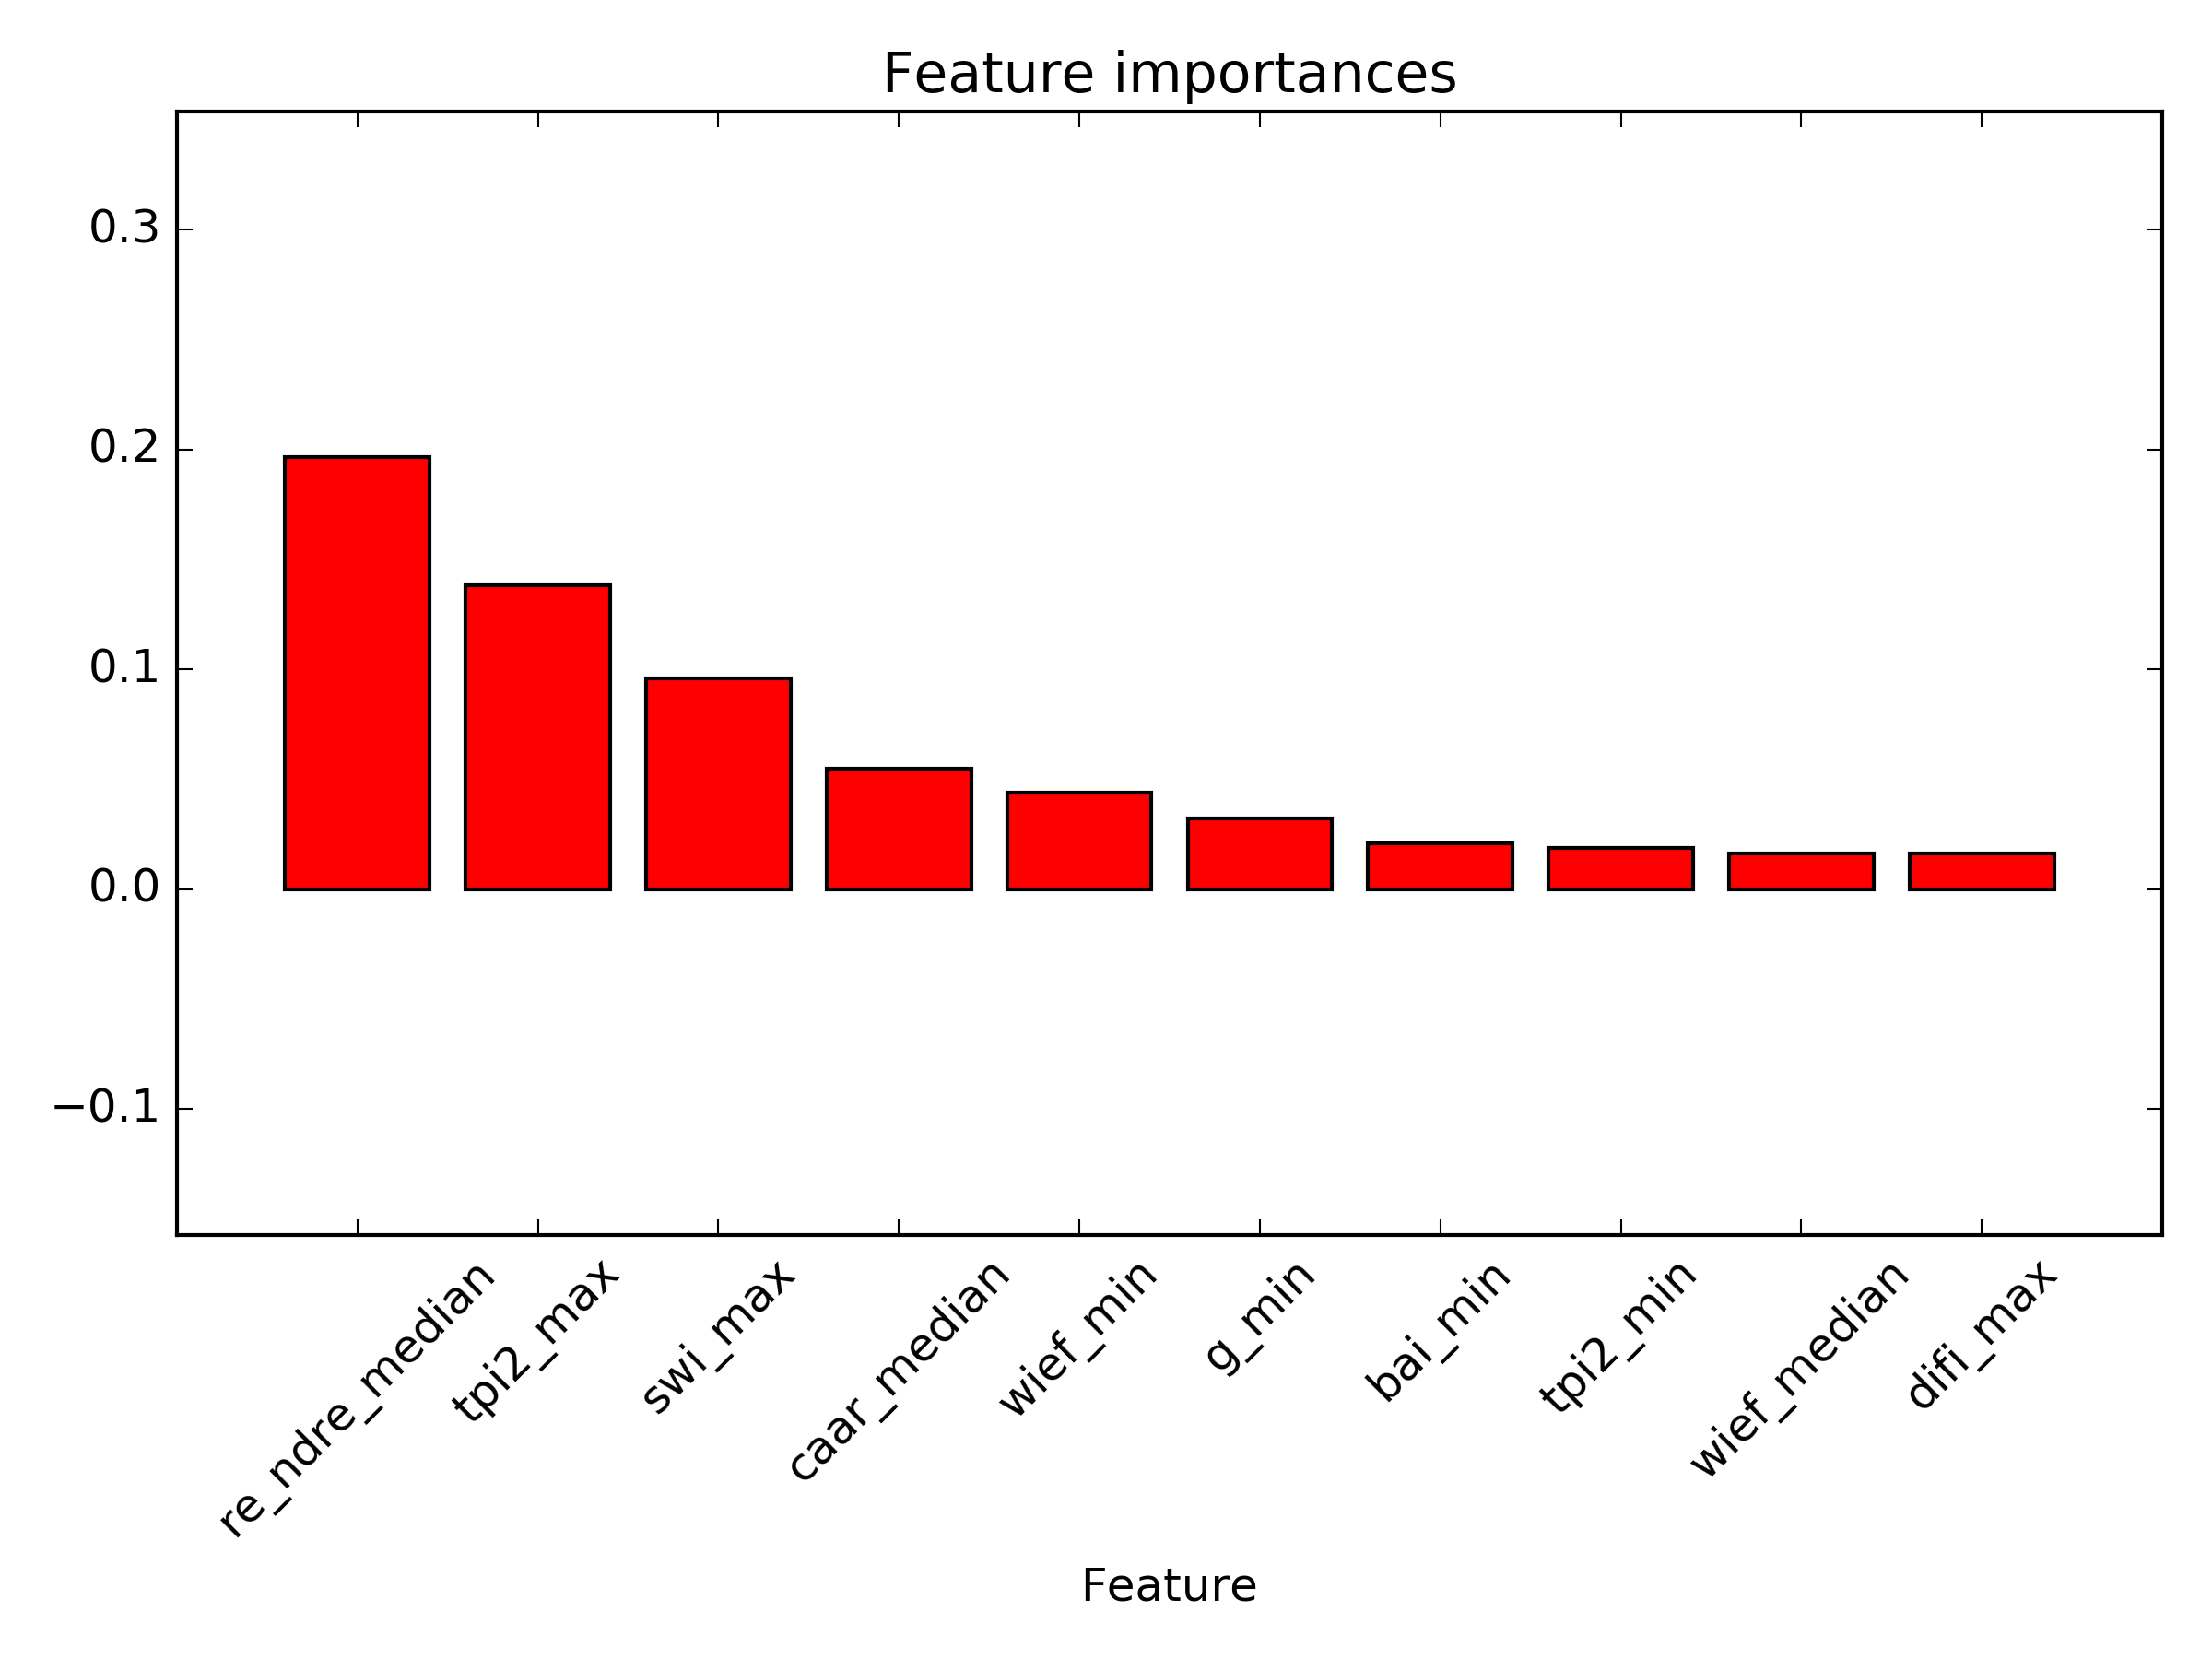 Feature importances
0.3
0.2
0.1
0.0
−0.1
re_ndre_median
tpi2_max
swi_max
caar_median
wief_min
g_min
bai_min
tpi2_min
wief_median
difi_max
Feature